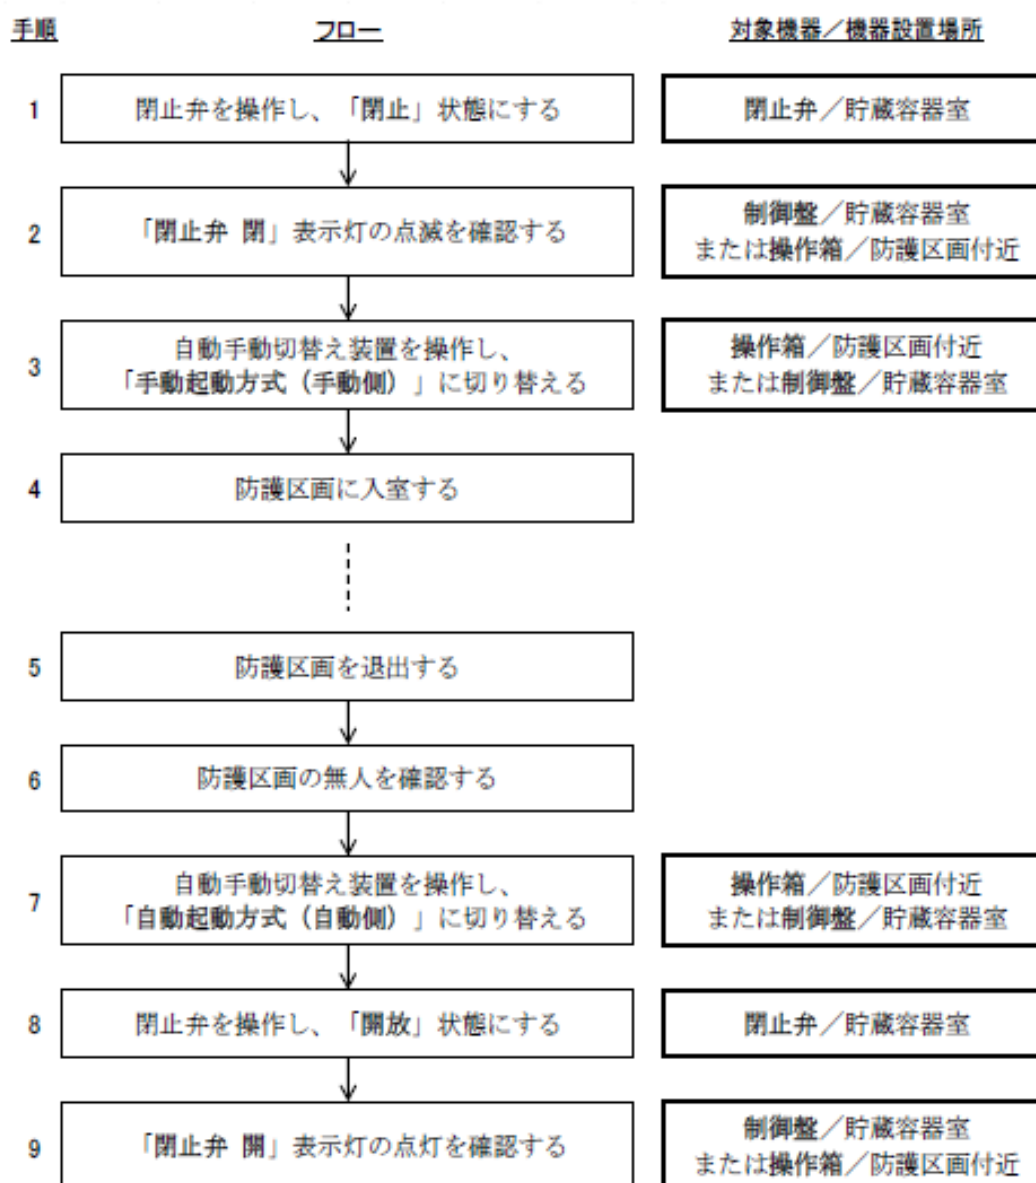 手順 フロー 対象機器／機器設置場所
1 閉止弁を操作し、「閉止」状態にする 閉止弁／貯蔵容器室
2 「閉止弁 閉」表示灯の点滅を確認する 制御盤／貯蔵容器室
または操作箱／防護区画付近
3 自動手動切替え装置を操作し、
「手動起動方式（手動側）」に切り替える 操作箱／防護区画付近
または制御盤／貯蔵容器室
4 防護区画に入室する
5 防護区画を退出する
6 防護区画の無人を確認する
7 自動手動切替え装置を操作し、
「自動起動方式（自動側）」に切り替える 操作箱／防護区画付近
または制御盤／貯蔵容器室
8 閉止弁を操作し、「開放」状態にする 閉止弁／貯蔵容器室
9 「閉止弁 開」表示灯の点灯を確認する 制御盤／貯蔵容器室
または操作箱／防護区画付近